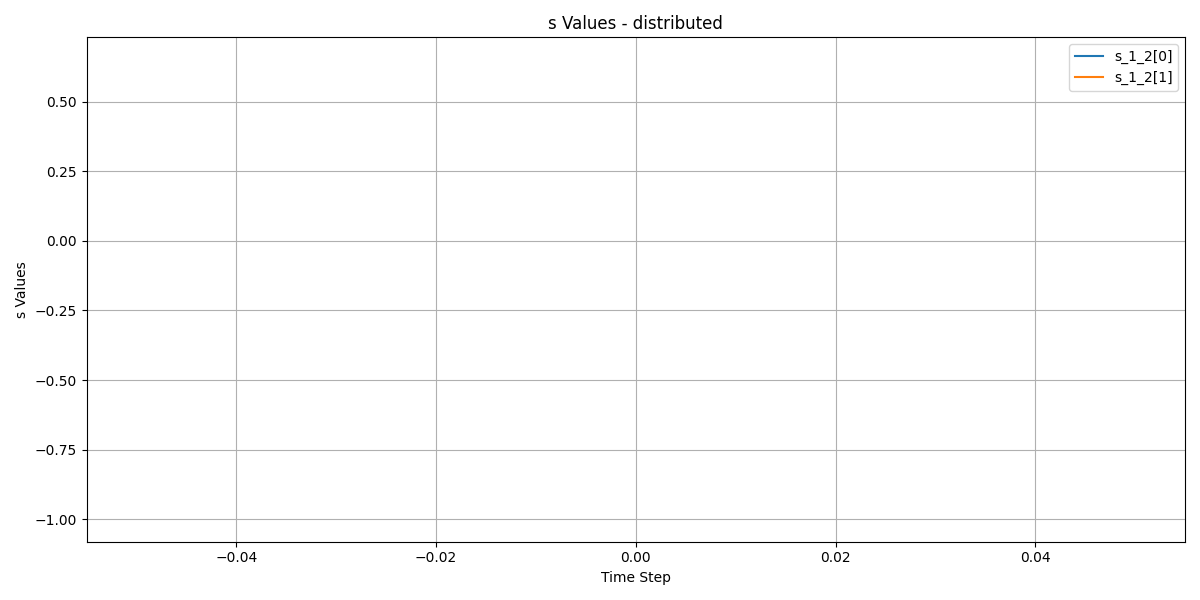 s Values - distributed
s_1_2[0]
s_1_2[1]
0.50
0.25
0.00
−0.25
−0.50
−0.75
−1.00
s Values
−0.04
−0.02
0.00
0.02
0.04
Time Step